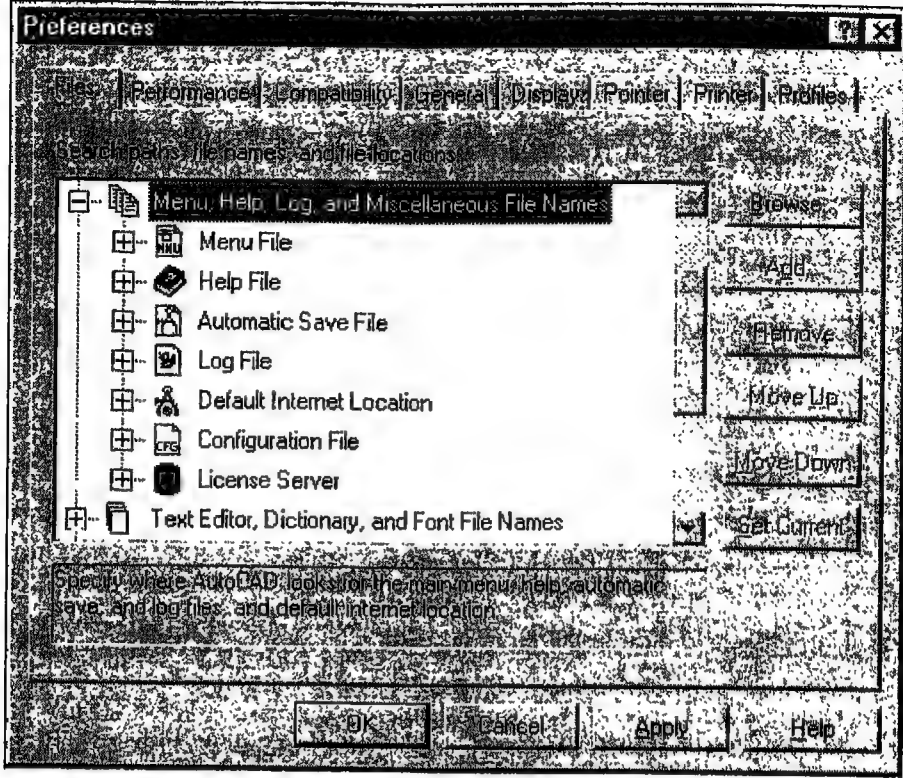 Preferences
Files Performance Compatibility General Display Pointer Printer Profiles
Search paths, file names, and file locations:
Menu, Help, Log, and Miscellaneous File Names
Browse...
Menu File
MNU
Help File
Add...
Automatic Save File
Remove
Log File
Default Internet Location
Move Up
Configuration File
CFG
License Server
Move Down
Text Editor, Dictionary, and Font File Names
Set Current
Specify where AutoCAD looks for the main menu, help, automatic
save, and log files, and default internet location.
OK Cancel Apply Help